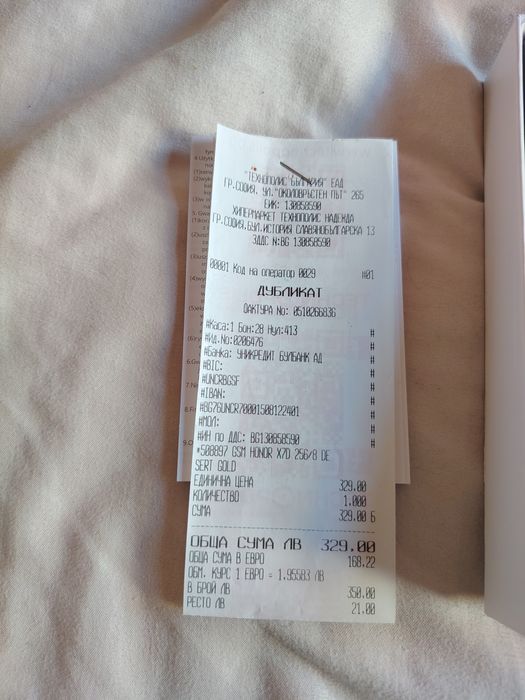 "ТЕХНОПОЛИС БЪЛГАРИЯ" ЕАД
ГР.СОФИЯ, УЛ."ОКОЛОВРЪСТЕН ПЪТ" 265
ЕИК: 130858590
ХИПЕРМАРКЕТ ТЕХНОПОЛИС НАДЕЖДА
ГР.СОФИЯ,БУЛ.ИСТОРИЯ СЛАВЯНОБЪЛГАРСКА 13
ЗДДС N:BG 130858590
00001 Код на оператор 0029 #01
ДУБЛИКАТ
ФАКТУРА No: 0510266836
#Каса:1 Бон:28 Нул:413 #
#Ид.No:0206476 #
#Банка: УНИКРЕДИТ БУЛБАНК АД #
#BIC: #
#UNCRBGSF #
#IBAN: #
#BG76UNCR70001508122401 #
#МОЛ: #
#ИН по ДДС: BG130858590 #
*508897 GSM HONOR X7D 256/8 DE
SERT GOLD
ЕДИНИЧНА ЦЕНА 329.00
КОЛИЧЕСТВО 1.000
СУМА 329.00 Б
ОБЩА СУМА ЛВ 329.00
ОБЩА СУМА В ЕВРО 168.22
ОБМ. КУРС 1 ЕВРО = 1.95583 ЛВ
В БРОЙ ЛВ 350.00
РЕСТО ЛВ 21.00